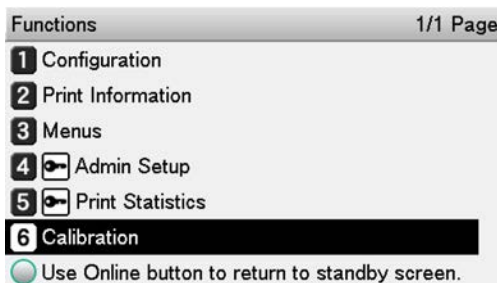 Functions 1/1 Page
1 Configuration
2 Print Information
3 Menus
4 Admin Setup
5 Print Statistics
6 Calibration
Use Online button to return to standby screen.